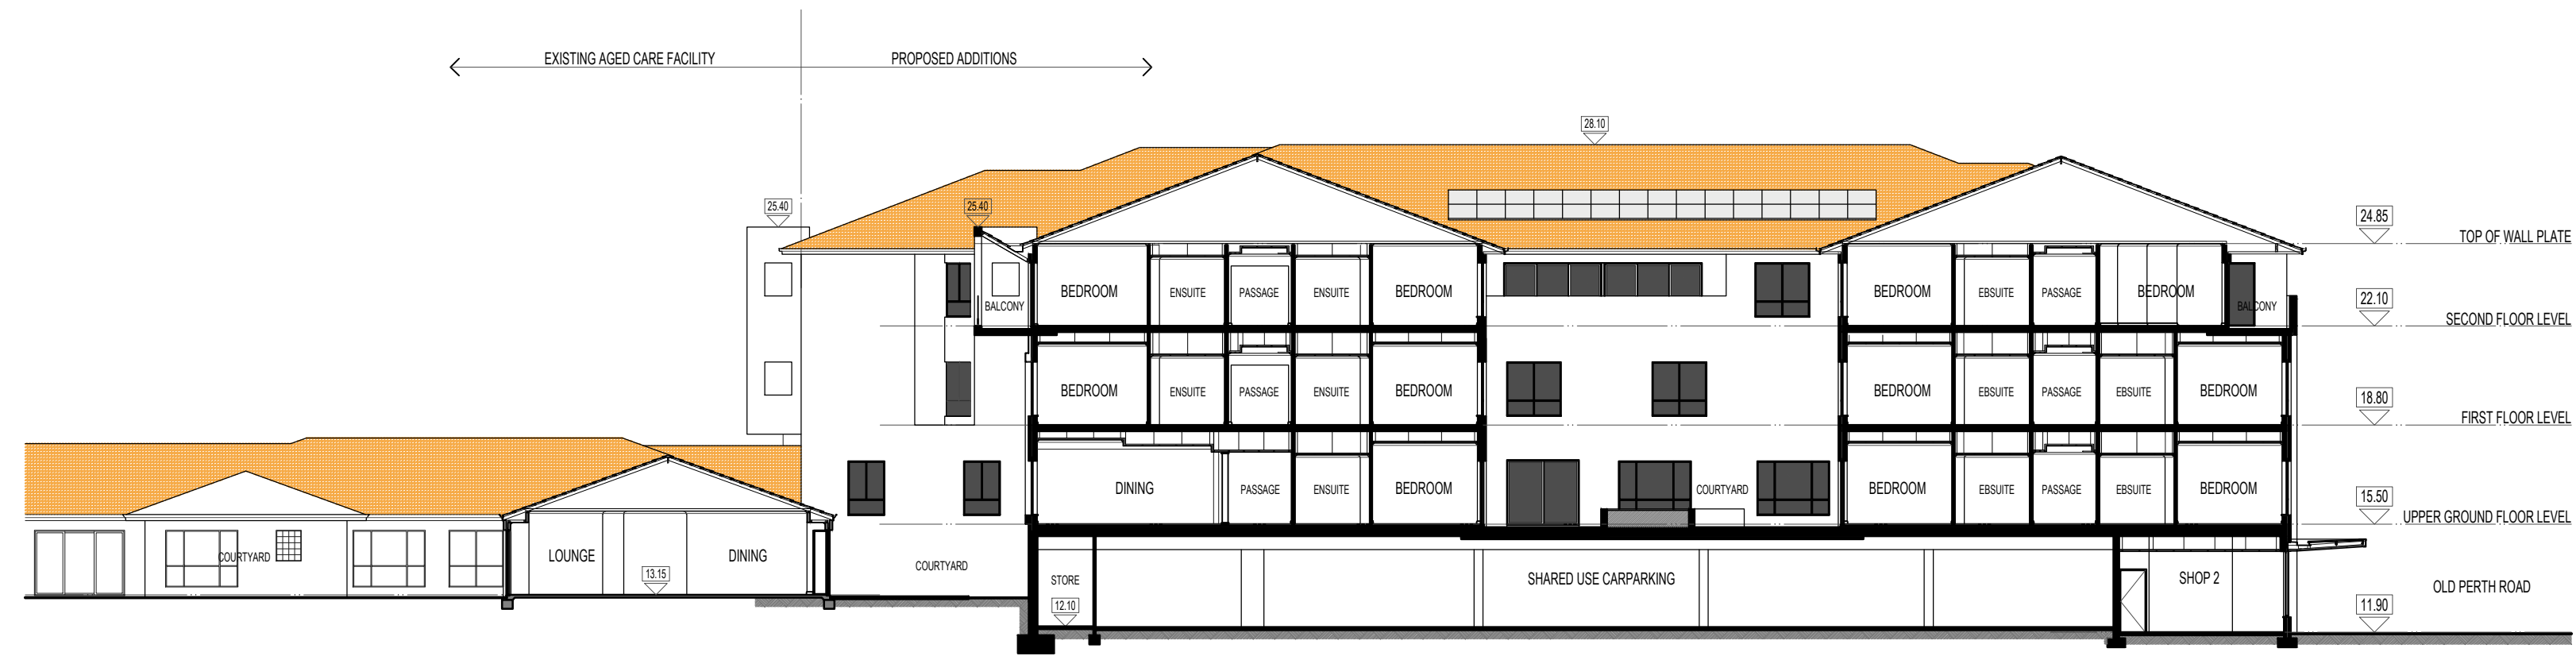 EXISTING AGED CARE FACILITY
PROPOSED ADDITIONS
28.10
25.40
25.40
24.85
TOP OF WALL PLATE
BALCONY
BEDROOM
ENSUITE
PASSAGE
ENSUITE
BEDROOM
BEDROOM
EBSUITE
PASSAGE
BEDROOM
BALCONY
22.10
SECOND FLOOR LEVEL
BEDROOM
ENSUITE
PASSAGE
ENSUITE
BEDROOM
BEDROOM
EBSUITE
PASSAGE
EBSUITE
BEDROOM
18.80
FIRST FLOOR LEVEL
DINING
PASSAGE
ENSUITE
BEDROOM
COURTYARD
BEDROOM
EBSUITE
PASSAGE
EBSUITE
BEDROOM
15.50
UPPER GROUND FLOOR LEVEL
COURTYARD
LOUNGE
DINING
13.15
COURTYARD
STORE
12.10
SHARED USE CARPARKING
SHOP 2
OLD PERTH ROAD
11.90